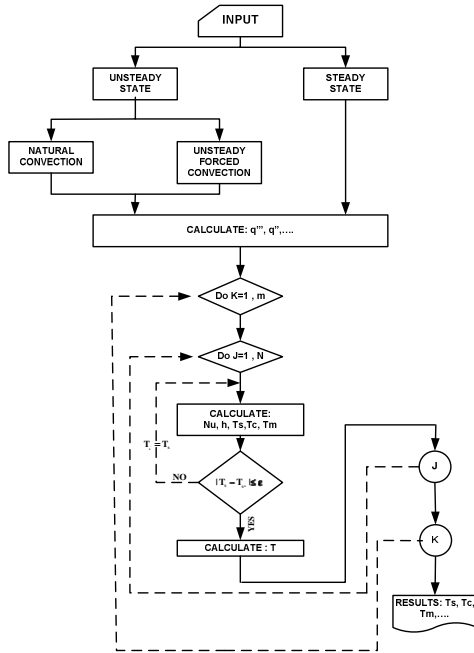 INPUT
UNSTEADY
STATE
STEADY
STATE
NATURAL
CONVECTION
UNSTEADY
FORCED
CONVECTION
CALCULATE: q''', q'',....
Do K=1 , m
Do J=1 , N
CALCULATE:
Nu, h, Ts,Tc, Tm
NO
YES
CALCULATE : T
J
K
RESULTS: Ts, Tc,
Tm,....